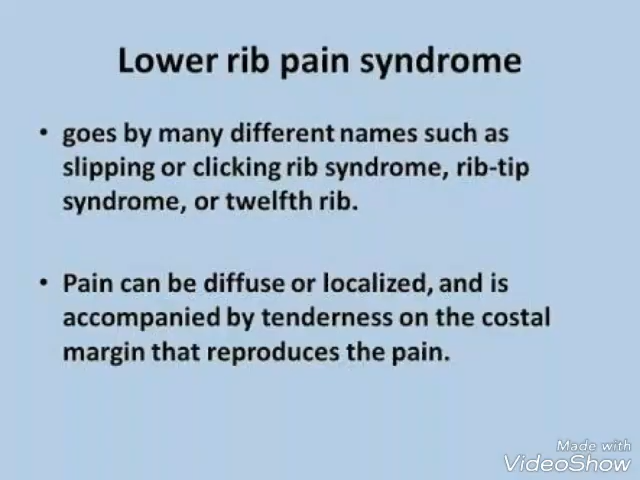 Lower rib pain syndrome
• goes by many different names such as
slipping or clicking rib syndrome, rib-tip
syndrome, or twelfth rib.
• Pain can be diffuse or localized, and is
accompanied by tenderness on the costal
margin that reproduces the pain.
Made with
VideoShow